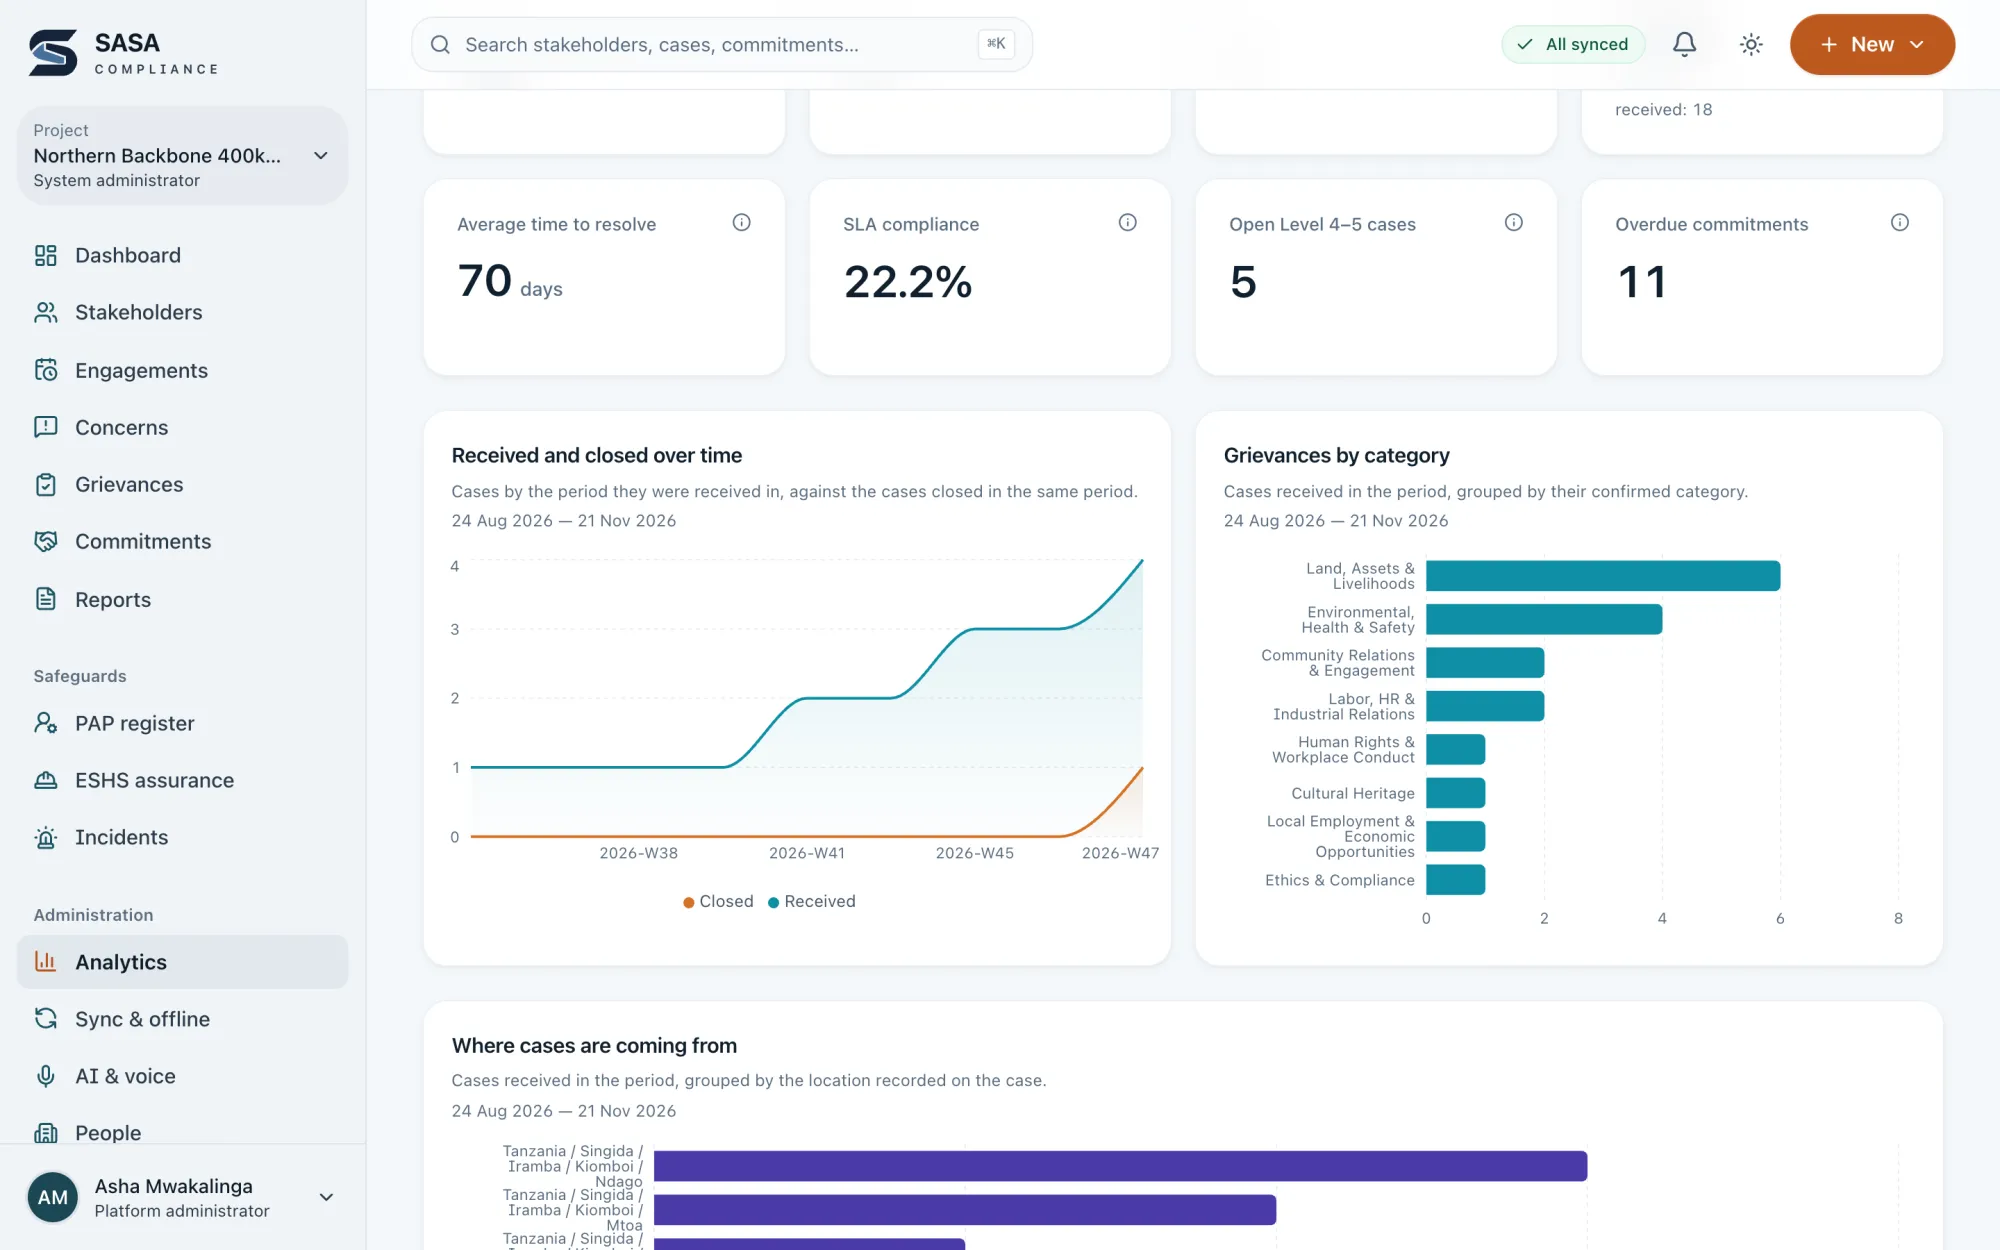 SASA
COMPLIANCE
Project
Northern Backbone 400k...
System administrator
Dashboard
Stakeholders
Engagements
Concerns
Grievances
Commitments
Reports
Safeguards
PAP register
ESHS assurance
Incidents
Administration
Analytics
Sync & offline
AI & voice
People
AM
Asha Mwakalinga
Platform administrator
Search stakeholders, cases, commitments...
⌘K
All synced
+ New
received: 18
Average time to resolve
70 days
SLA compliance
22.2%
Open Level 4–5 cases
5
Overdue commitments
11
Received and closed over time
Cases by the period they were received in, against the cases closed in the same period.
24 Aug 2026 — 21 Nov 2026
4
3
2
1
0
2026-W38
2026-W41
2026-W45
2026-W47
Closed
Received
Grievances by category
Cases received in the period, grouped by their confirmed category.
24 Aug 2026 — 21 Nov 2026
Land, Assets &
Livelihoods
Environmental,
Health & Safety
Community Relations
& Engagement
Labor, HR &
Industrial Relations
Human Rights &
Workplace Conduct
Cultural Heritage
Local Employment &
Economic
Opportunities
Ethics & Compliance
0
2
4
6
8
Where cases are coming from
Cases received in the period, grouped by the location recorded on the case.
24 Aug 2026 — 21 Nov 2026
Tanzania / Singida /
Iramba / Kiomboi /
Ndago
Tanzania / Singida /
Iramba / Kiomboi /
Mtoa
Tanzania / Singida /